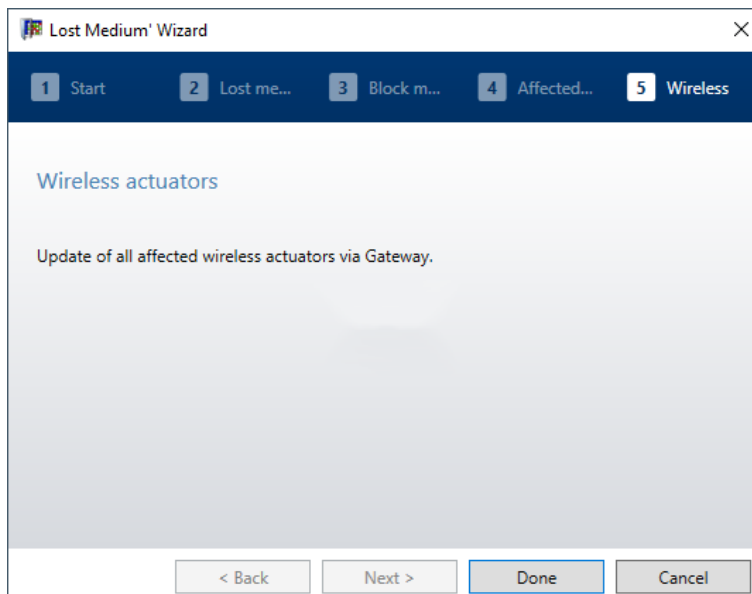 Lost Medium' Wizard
1 Start 2 Lost me... 3 Block m... 4 Affected... 5 Wireless
Wireless actuators
Update of all affected wireless actuators via Gateway.
< Back Next > Done Cancel